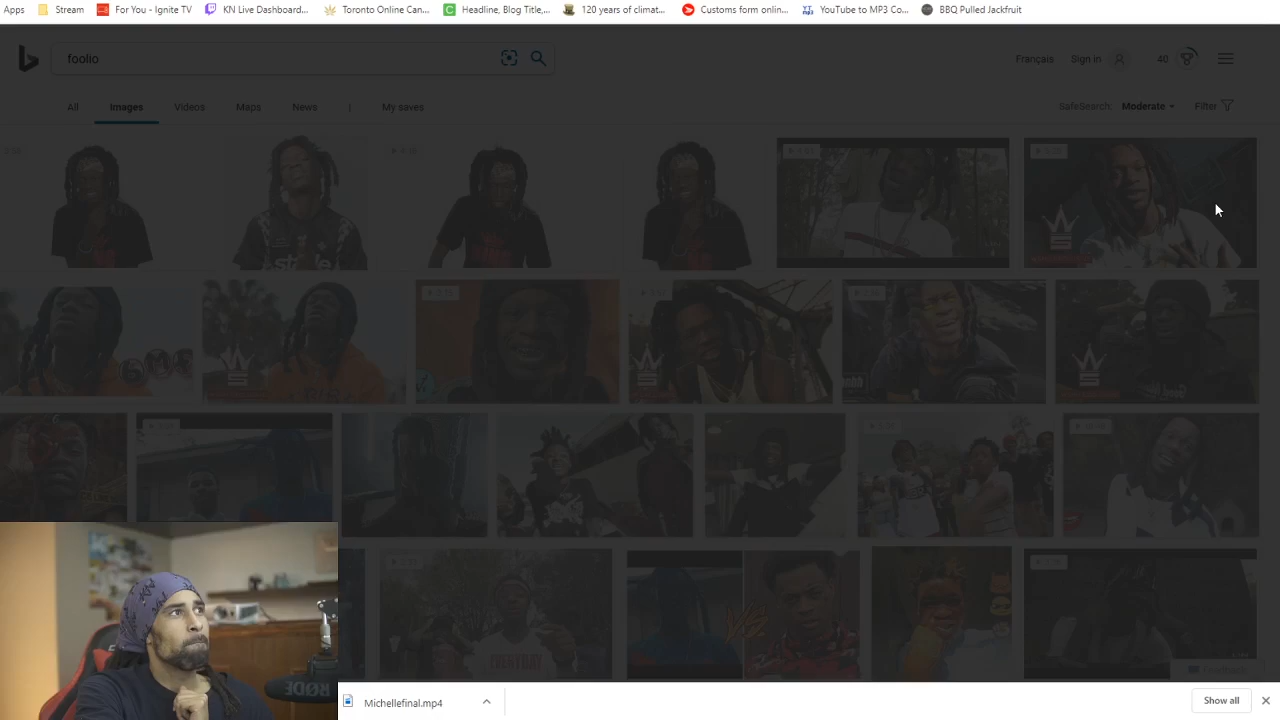 Apps Stream For You - Ignite TV KN Live Dashboard... Toronto Online Can... Headline, Blog Title,... 120 years of climat... Customs form onlin... YouTube to MP3 Co... BBQ Pulled Jackfruit
foolio Français Sign in 40
All Images Videos Maps News | My saves SafeSearch: Moderate Filter
EVERYBODY
VS.
RØDE
Michellefinal.mp4 Show all